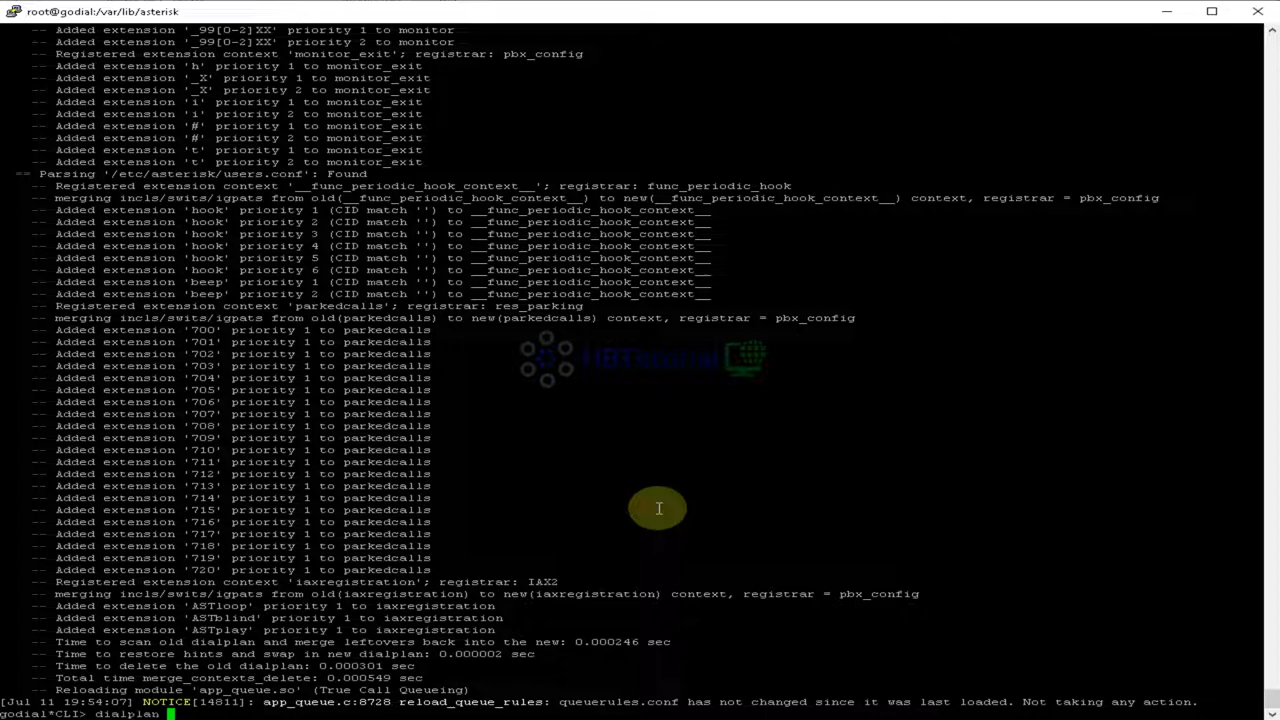 root@godial:/var/lib/asterisk
-- Added extension '_99[0-2]XX' priority 1 to monitor
-- Added extension '_99[0-2]XX' priority 2 to monitor
-- Registered extension context 'monitor_exit'; registrar: pbx_config
-- Added extension 'h' priority 1 to monitor_exit
-- Added extension '_X' priority 1 to monitor_exit
-- Added extension '_X' priority 2 to monitor_exit
-- Added extension 'i' priority 1 to monitor_exit
-- Added extension 'i' priority 2 to monitor_exit
-- Added extension '#' priority 1 to monitor_exit
-- Added extension '#' priority 2 to monitor_exit
-- Added extension 't' priority 1 to monitor_exit
-- Added extension 't' priority 2 to monitor_exit
== Parsing '/etc/asterisk/users.conf': Found
-- Registered extension context '__func_periodic_hook_context__'; registrar: func_periodic_hook
-- merging incls/swits/igpats from old(__func_periodic_hook_context__) to new(__func_periodic_hook_context__) context, registrar = pbx_config
-- Added extension 'hook' priority 1 (CID match '') to __func_periodic_hook_context__
-- Added extension 'hook' priority 2 (CID match '') to __func_periodic_hook_context__
-- Added extension 'hook' priority 3 (CID match '') to __func_periodic_hook_context__
-- Added extension 'hook' priority 4 (CID match '') to __func_periodic_hook_context__
-- Added extension 'hook' priority 5 (CID match '') to __func_periodic_hook_context__
-- Added extension 'hook' priority 6 (CID match '') to __func_periodic_hook_context__
-- Added extension 'beep' priority 1 (CID match '') to __func_periodic_hook_context__
-- Added extension 'beep' priority 2 (CID match '') to __func_periodic_hook_context__
-- Registered extension context 'parkedcalls'; registrar: res_parking
-- merging incls/swits/igpats from old(parkedcalls) to new(parkedcalls) context, registrar = pbx_config
-- Added extension '700' priority 1 to parkedcalls
-- Added extension '701' priority 1 to parkedcalls
-- Added extension '702' priority 1 to parkedcalls
-- Added extension '703' priority 1 to parkedcalls
-- Added extension '704' priority 1 to parkedcalls
-- Added extension '705' priority 1 to parkedcalls
-- Added extension '706' priority 1 to parkedcalls
-- Added extension '707' priority 1 to parkedcalls
-- Added extension '708' priority 1 to parkedcalls
-- Added extension '709' priority 1 to parkedcalls
-- Added extension '710' priority 1 to parkedcalls
-- Added extension '711' priority 1 to parkedcalls
-- Added extension '712' priority 1 to parkedcalls
-- Added extension '713' priority 1 to parkedcalls
-- Added extension '714' priority 1 to parkedcalls
-- Added extension '715' priority 1 to parkedcalls
-- Added extension '716' priority 1 to parkedcalls
-- Added extension '717' priority 1 to parkedcalls
-- Added extension '718' priority 1 to parkedcalls
-- Added extension '719' priority 1 to parkedcalls
-- Added extension '720' priority 1 to parkedcalls
-- Registered extension context 'iaxregistration'; registrar: IAX2
-- merging incls/swits/igpats from old(iaxregistration) to new(iaxregistration) context, registrar = pbx_config
-- Added extension 'ASTloop' priority 1 to iaxregistration
-- Added extension 'ASTblind' priority 1 to iaxregistration
-- Added extension 'ASTplay' priority 1 to iaxregistration
-- Time to scan old dialplan and merge leftovers back into the new: 0.000246 sec
-- Time to restore hints and swap in new dialplan: 0.000002 sec
-- Time to delete the old dialplan: 0.000301 sec
-- Total time merge_contexts_delete: 0.000549 sec
-- Reloading module 'app_queue.so' (True Call Queueing)
[Jul 11 19:54:07] NOTICE[14811]: app_queue.c:8728 reload_queue_rules: queuerules.conf has not changed since it was last loaded. Not taking any action.
godial*CLI> dialplan
HBTutorial